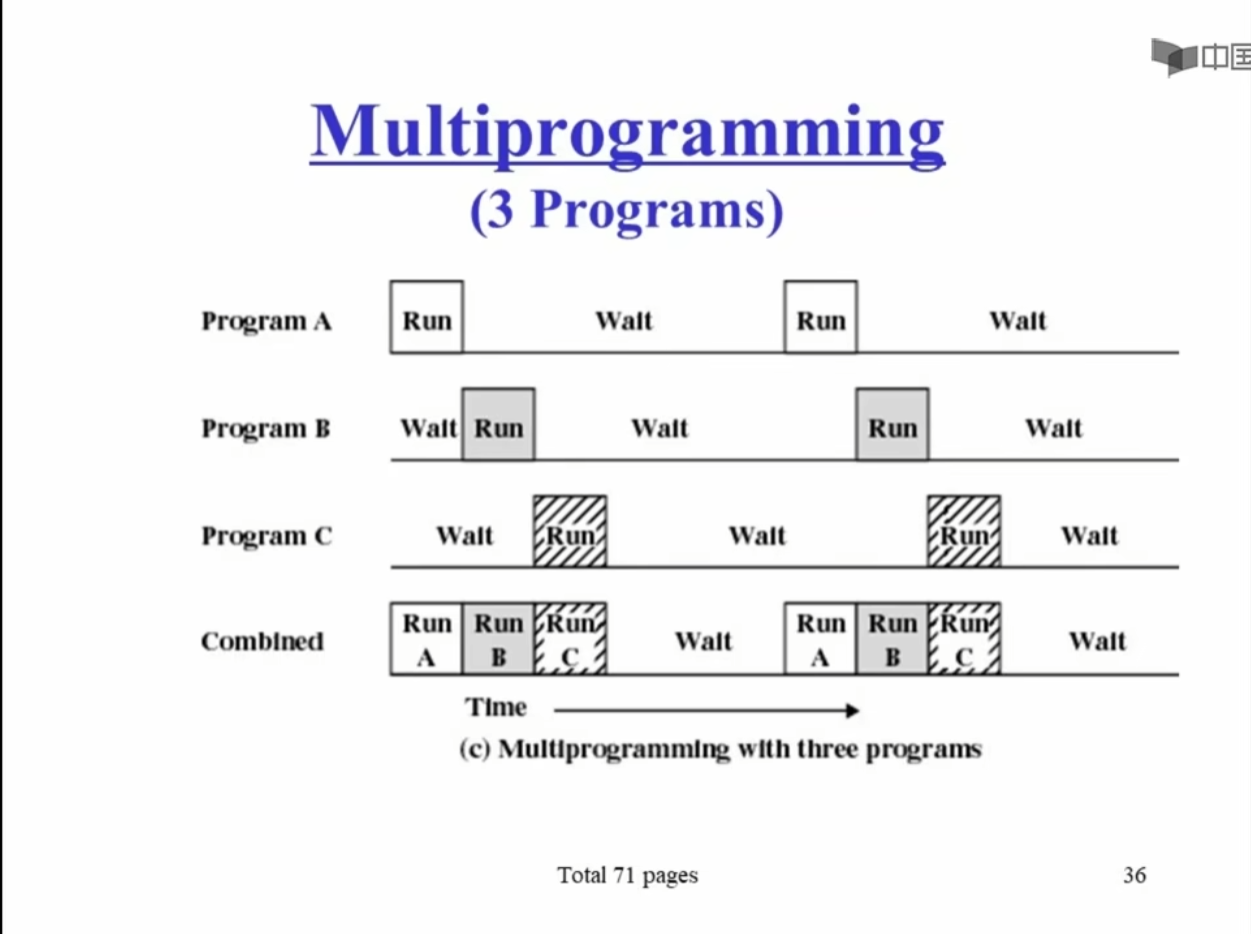 中国
Multiprogramming
(3 Programs)
Program A Run Wait Run Wait
Program B Wait Run Wait Run Wait
Program C Wait Run Wait Run Wait
Combined Run A Run B Run C Wait Run A Run B Run C Wait
Time
(c) Multiprogramming with three programs
Total 71 pages 36